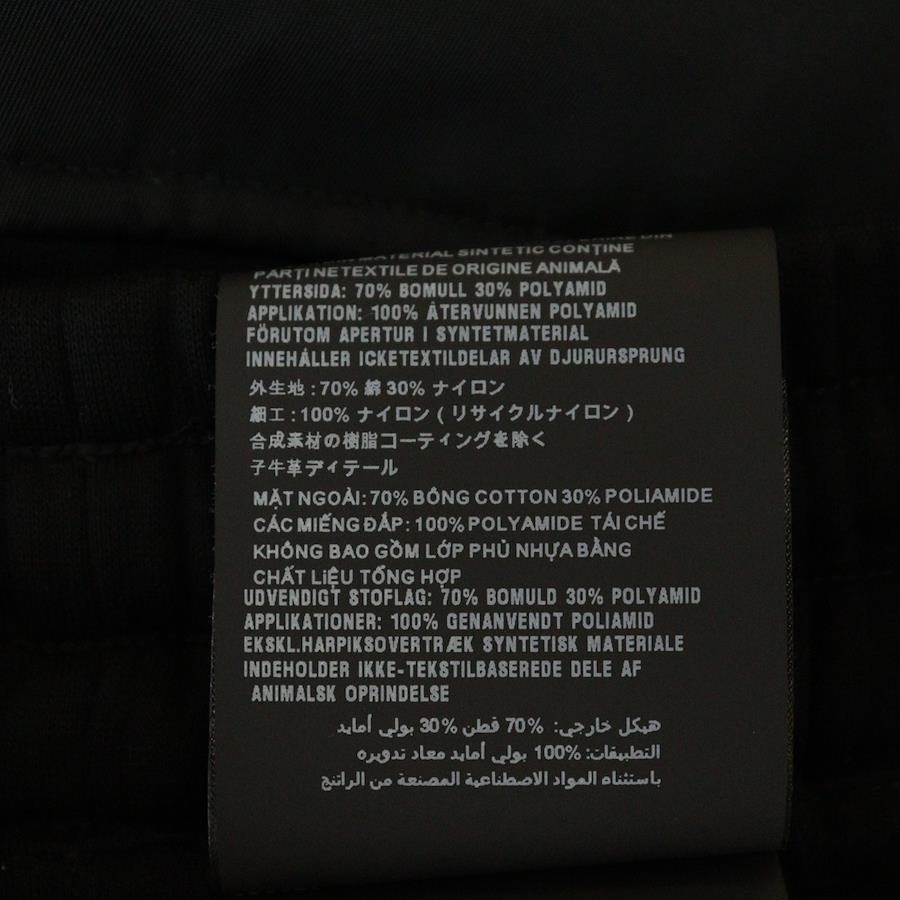 MATERIAL SINTETIC CONȚINE
PARȚI NETEXTILE DE ORIGINE ANIMALĂ
YTTERSIDA: 70% BOMULL 30% POLYAMID
APPLIKATION: 100% ÅTERVUNNEN POLYAMID
FÖRUTOM APERTUR I SYNTETMATERIAL
INNEHÅLLER ICKETEXTILDELAR AV DJURURSPRUNG
外生地:70% 綿 30% ナイロン
細工:100% ナイロン ( リサイクルナイロン )
合成素材の樹脂コーティングを除く
子牛革ディテール
MẶT NGOÀI:70% BÔNG COTTON 30% POLIAMIDE
CÁC MIẾNG ĐẮP:100% POLYAMIDE TÁI CHẾ
KHÔNG BAO GỒM LỚP PHỦ NHỰA BẰNG
CHẤT LIỆU TỔNG HỢP
UDVENDIGT STOFLAG: 70% BOMULD 30% POLYAMID
APPLIKATIONER: 100% GENANVENDT POLIAMID
EKSKL.HARPIKSOVERTRÆK SYNTETISK MATERIALE
INDEHOLDER IKKE-TEKSTILBASEREDE DELE AF
ANIMALSK OPRINDELSE
هيكل خارجي: 70% قطن 30% بولي أمايد
التطبيقات: 100% بولي أمايد معاد تدويره
باستثناء المواد الاصطناعية المصنعة من الراتنج